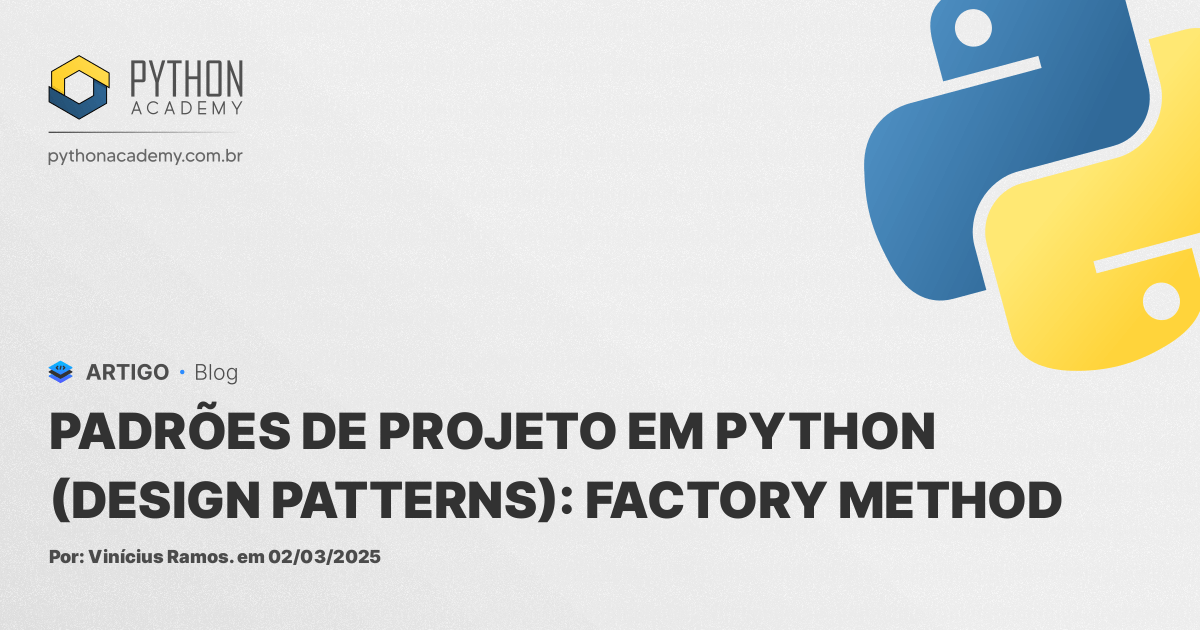 PYTHON
ACADEMY
pythonacademy.com.br
ARTIGO • Blog
PADRÕES DE PROJETO EM PYTHON
(DESIGN PATTERNS): FACTORY METHOD
Por: Vinícius Ramos. em 02/03/2025